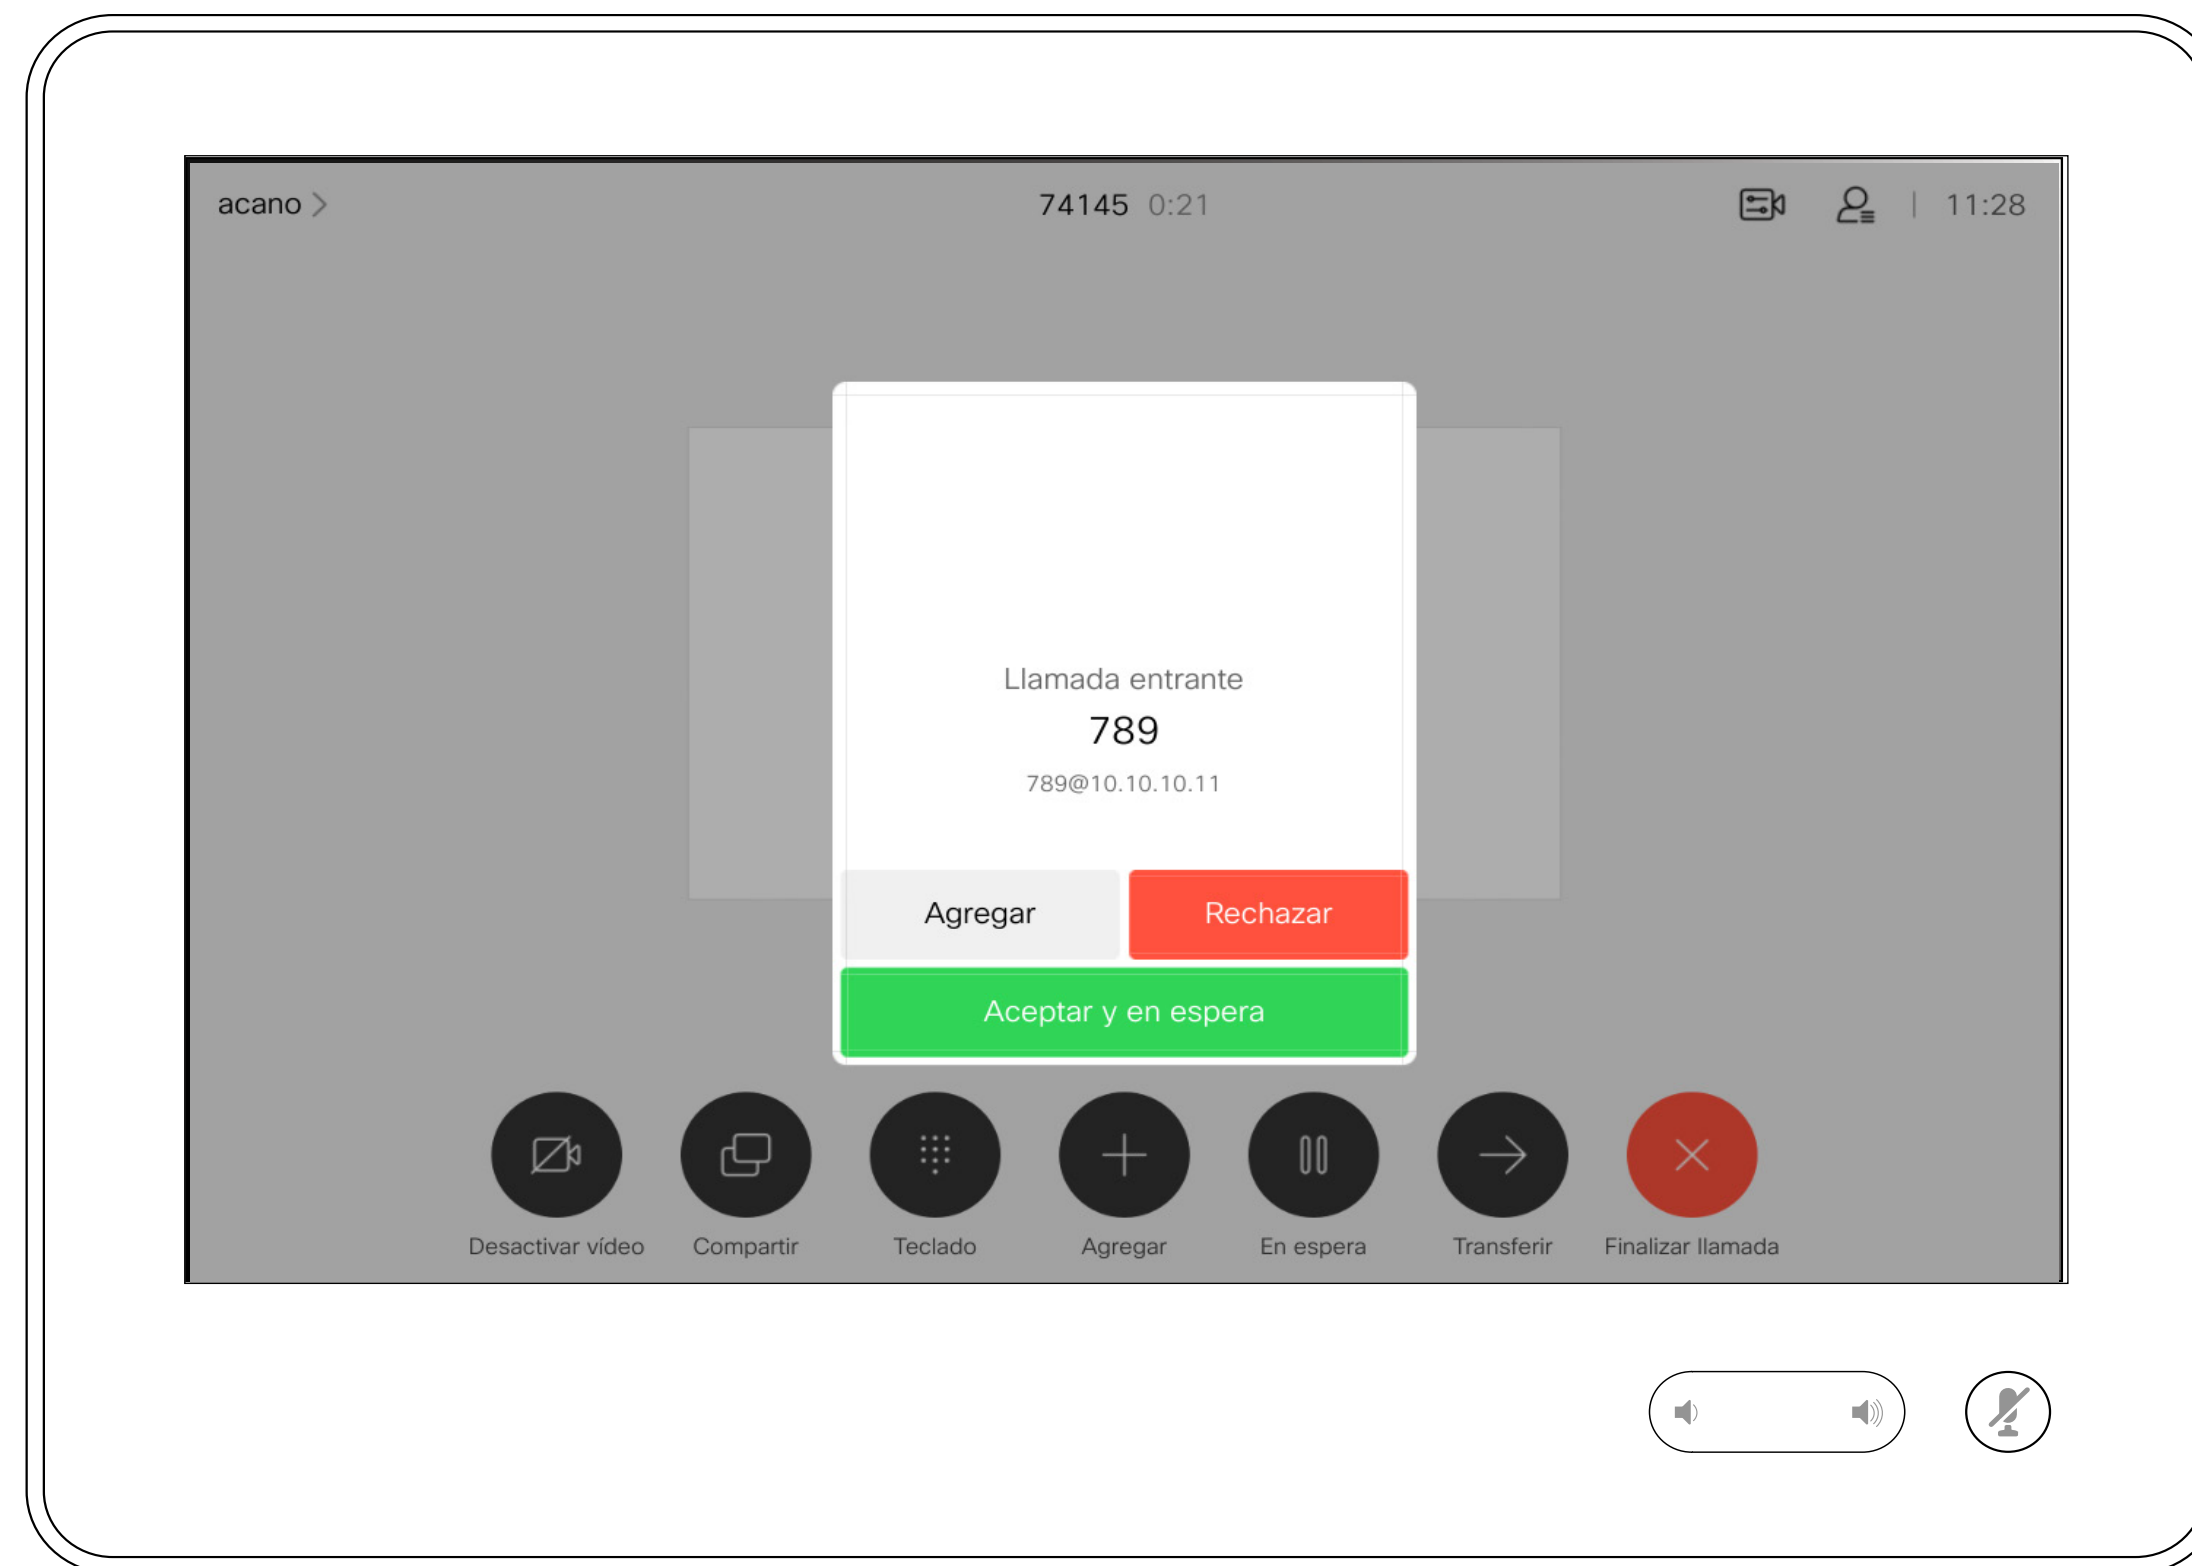 acano
74145 0:21
11:28
Llamada entrante
789
789@10.10.10.11
Agregar
Rechazar
Aceptar y en espera
Desactivar vídeo
Compartir
Teclado
Agregar
En espera
Transferir
Finalizar llamada